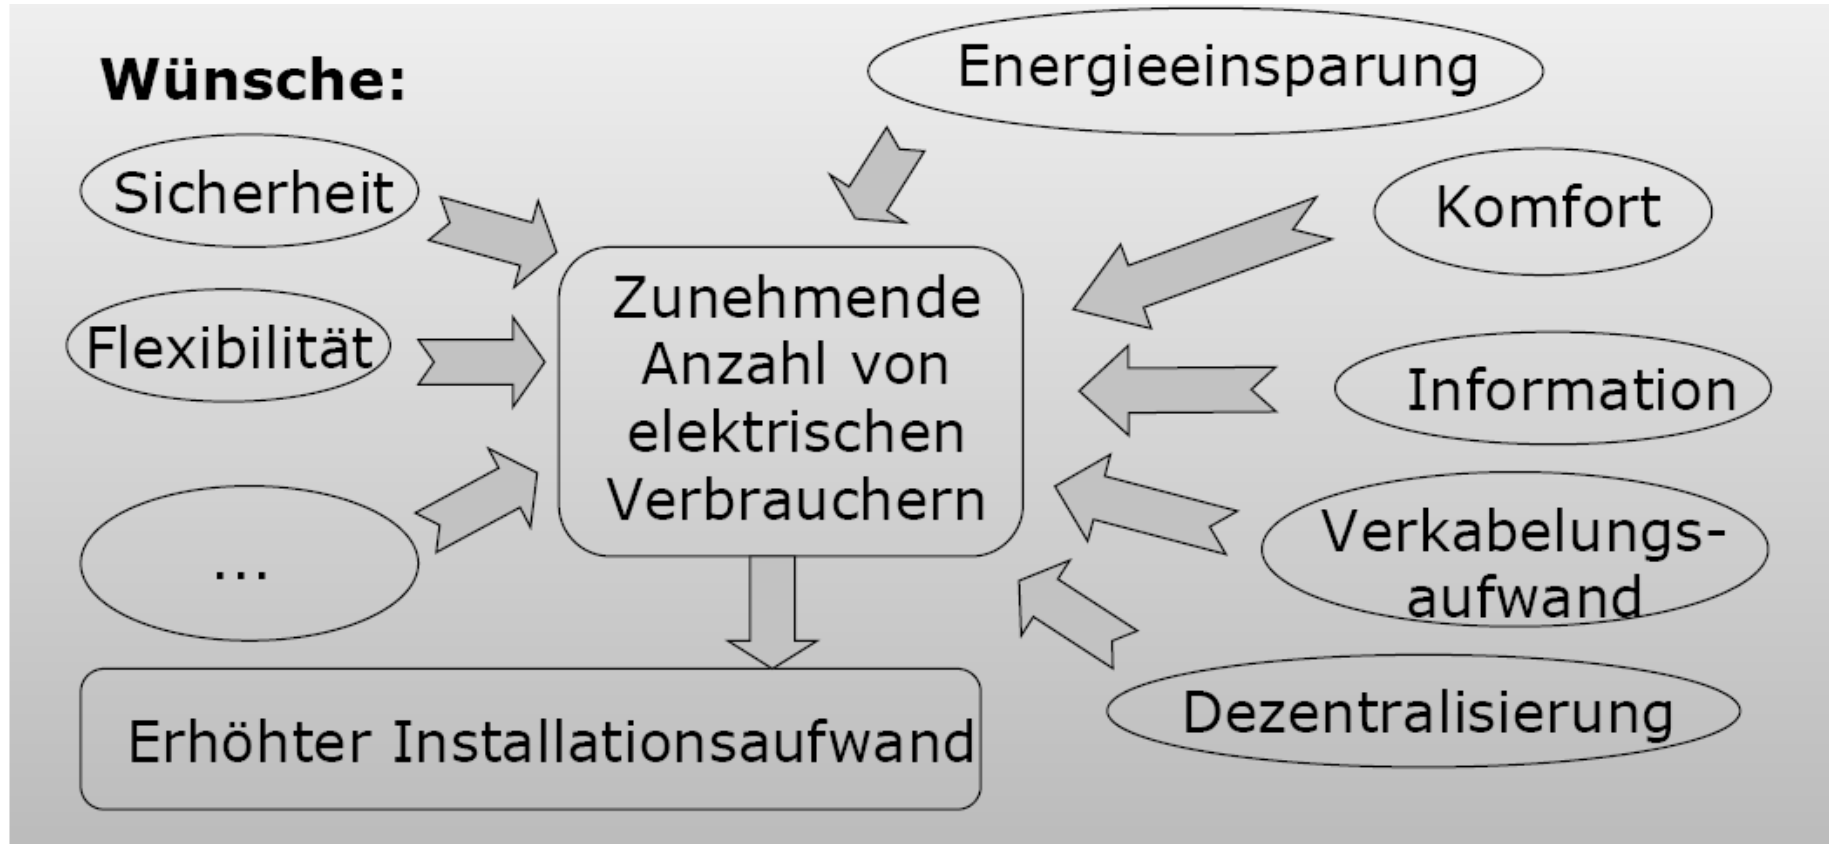 Wünsche:
Energieeinsparung
Sicherheit
Komfort
Flexibilität
Zunehmende
Anzahl von
elektrischen
Verbrauchern
Information
...
Verkabelungs-
aufwand
Dezentralisierung
Erhöhter Installationsaufwand